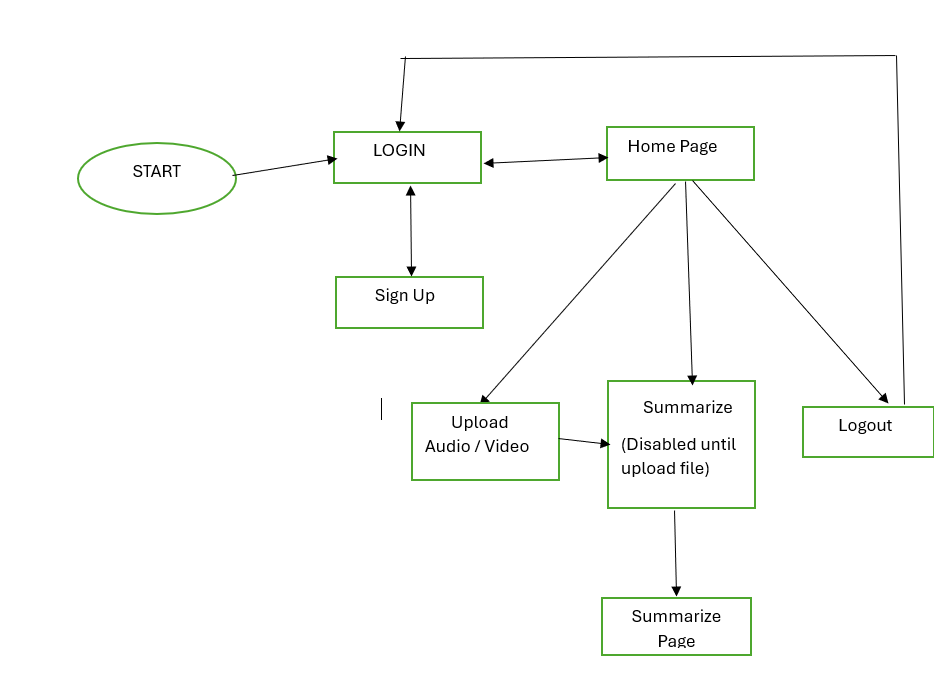 START
LOGIN
Home Page
Sign Up
Upload
Audio / Video
Summarize
(Disabled until
upload file)
Logout
Summarize
Page